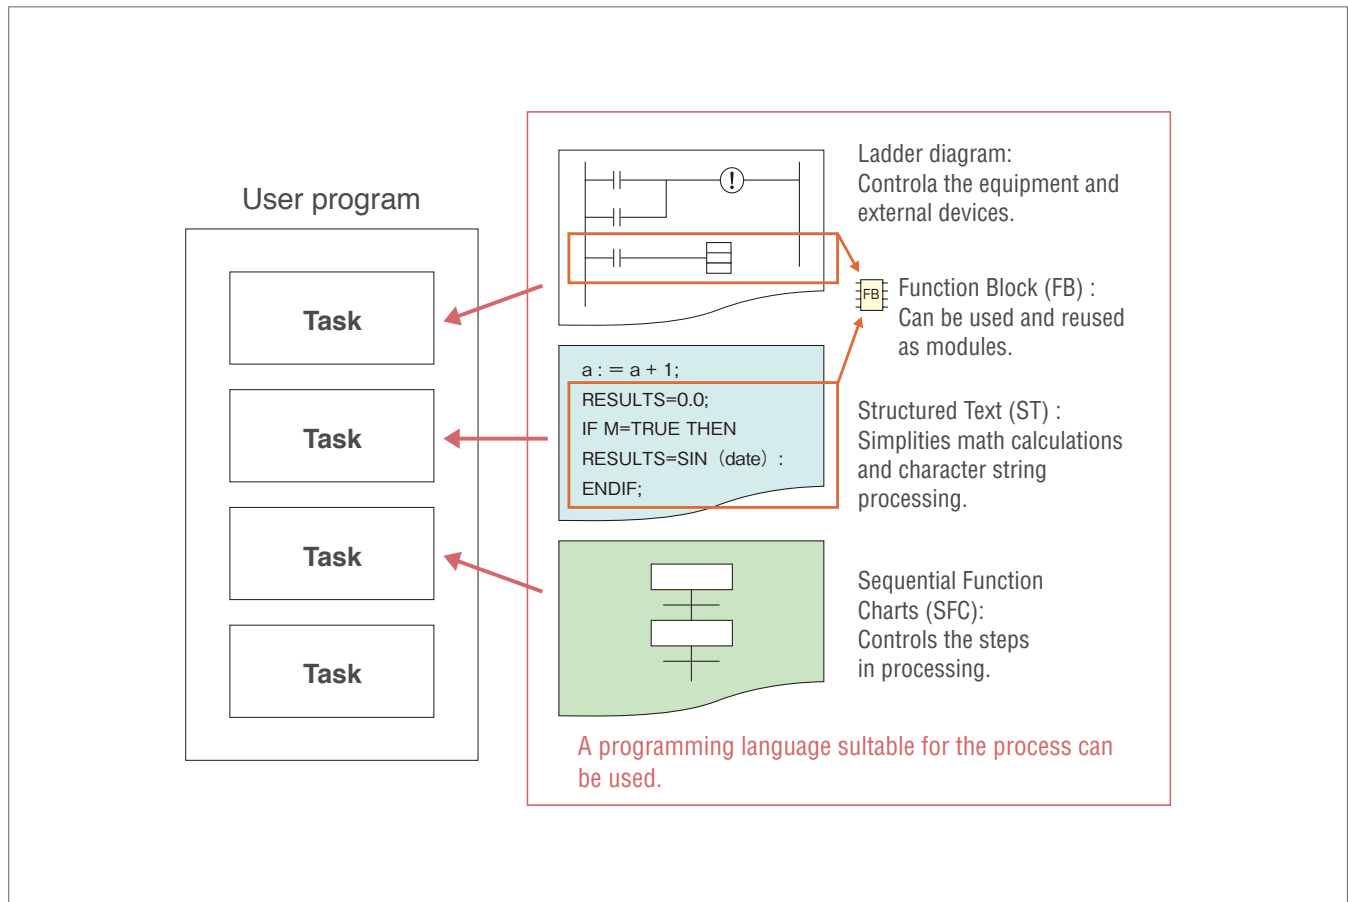 User program
Task
Task
Task
Task
Ladder diagram:
Controla the equipment and
external devices.
FB
Function Block (FB) :
Can be used and reused
as modules.
a : = a + 1;
RESULTS=0.0;
IF M=TRUE THEN
RESULTS=SIN（date）:
ENDIF;
Structured Text (ST) :
Simplities math calculations
and character string
processing.
Sequential Function
Charts (SFC):
Controls the steps
in processing.
A programming language sultable for the process can
be used.